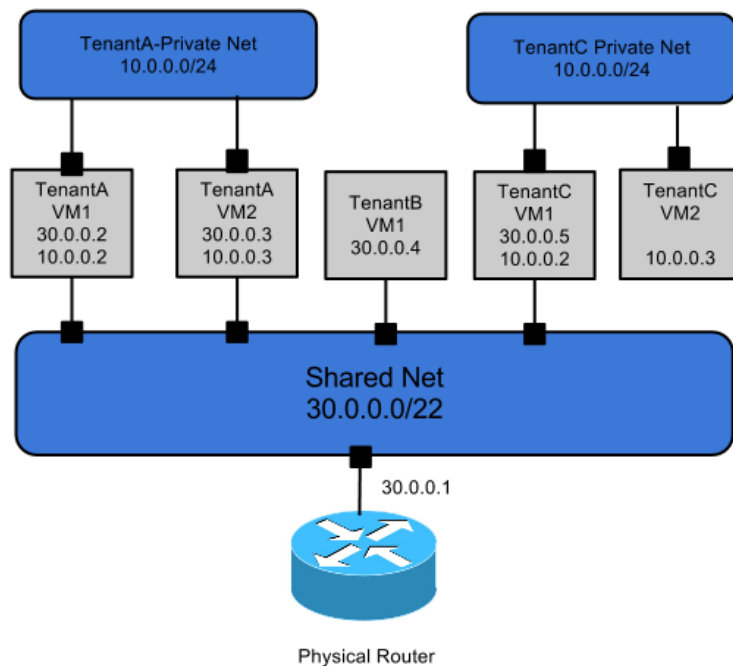 TenantA-Private Net
10.0.0.0/24
TenantC Private Net
10.0.0.0/24
TenantA
VM1
30.0.0.2
10.0.0.2
TenantA
VM2
30.0.0.3
10.0.0.3
TenantB
VM1
30.0.0.4
TenantC
VM1
30.0.0.5
10.0.0.2
TenantC
VM2
10.0.0.3
Shared Net
30.0.0.0/22
30.0.0.1
Physical Router